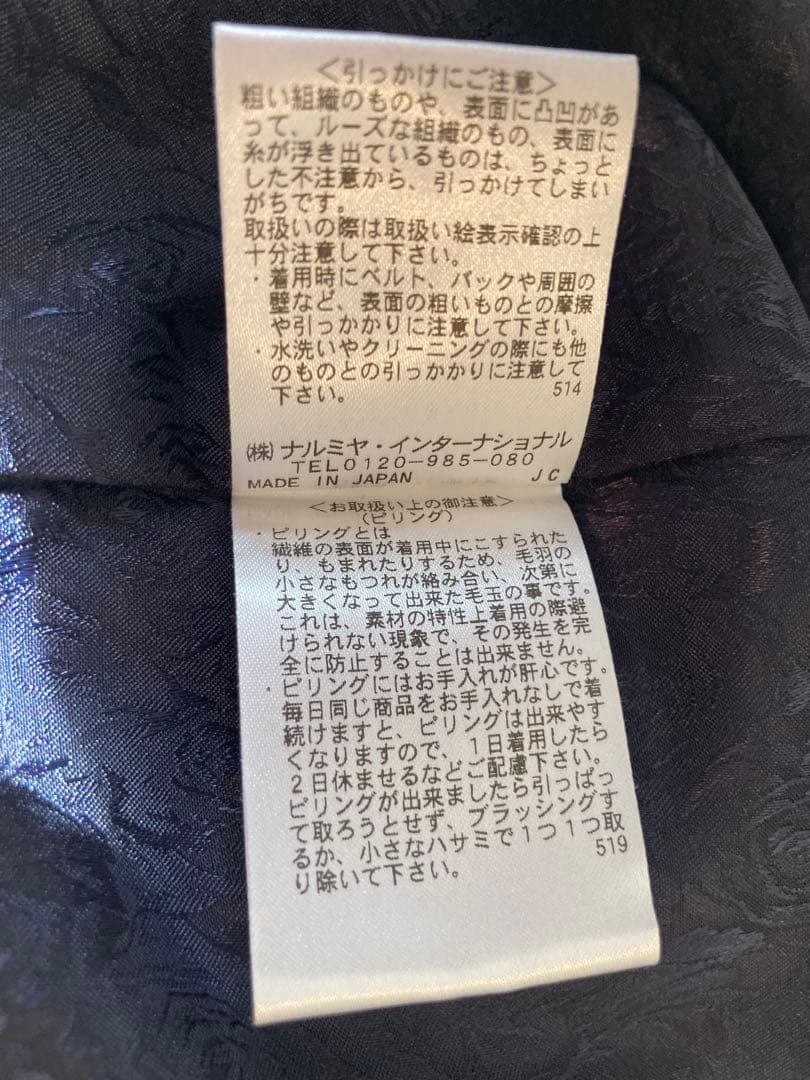 ＜引っかけにご注意＞
粗い組織のものや、表面に凸凹があ
って、ルーズな組織のもの、表面に
糸が浮き出ているものは、ちょっと
した不注意から、引っかけてしまい
がちです。
取扱いの際は取扱い絵表示確認の上
十分注意して下さい。
・着用時にベルト、バックや周囲の
壁など、表面の粗いものとの摩擦
や引っかかりに注意して下さい。
・水洗いやクリーニングの際にも他
のものとの引っかかりに注意して
下さい。 514
㈱ ナルミヤ・インターナショナル
TEL0120-985-080
MADE IN JAPAN JC
＜お取扱い上の御注意＞
（ピリング）
・ピリングとは
繊維の表面が着用中にこすられた
り、もまれたりするため、毛羽の
小さなもつれが絡み合い、次第に
大きくなって出来た毛玉の事です。
これは、素材の特性上着用の際避
けられない現象で、その発生を完
全に防止することは出来ません。
・ピリングにはお手入れが肝心です。
毎日同じ商品をお手入れなしで着
続けますと、ピリングは出来やす
くなりますので、1日着用したら
2日休ませるなどご配慮下さい。
ピリングが出来ましたら引っぱっ
て取ろうとせず、ブラッシングす
るか、小さなハサミで1つ1つ取
り除いて下さい。 519